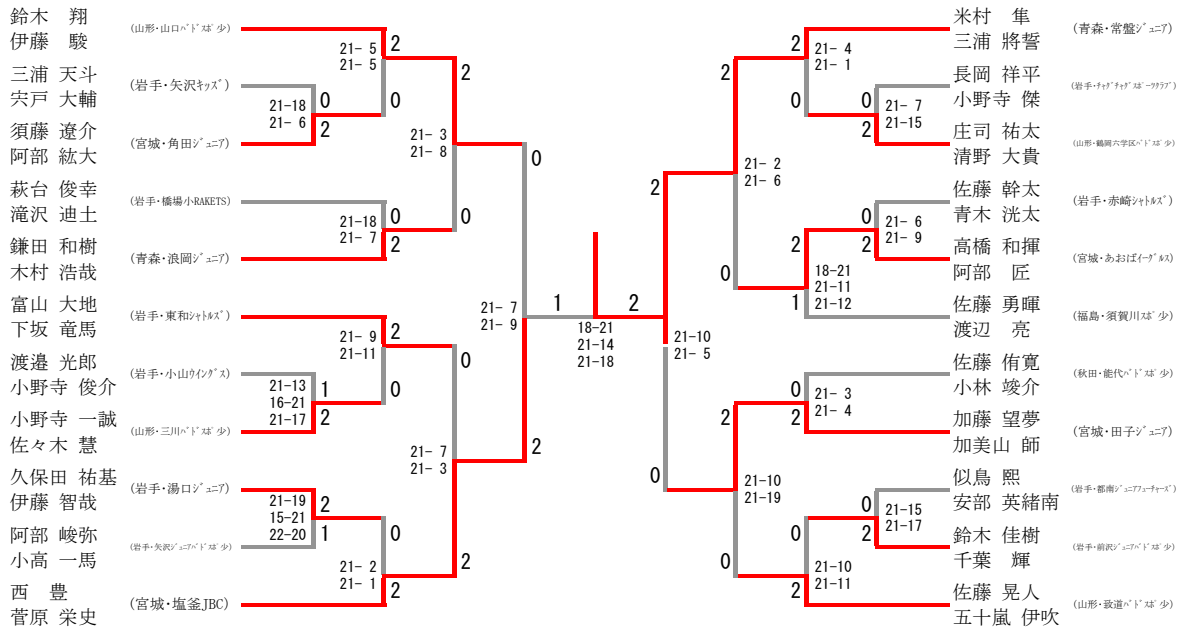 鈴木 翔
伊藤 駿
(山形・山口バドスポ少)
三浦 天斗
宍戸 大輔
(岩手・矢沢キッズ)
須藤 遼介
阿部 紘大
(宮城・角田ジュニア)
萩台 俊幸
滝沢 迪土
(岩手・橋場小RAKETS)
鎌田 和樹
木村 浩哉
(青森・浪岡ジュニア)
富山 大地
下坂 竜馬
(岩手・東和シャトルズ)
渡邉 光郎
小野寺 俊介
(岩手・小山ウイングス)
小野寺 一誠
佐々木 慧
(山形・三川バドスポ少)
久保田 祐基
伊藤 智哉
(岩手・湯口ジュニア)
阿部 峻弥
小高 一馬
(岩手・矢沢ジュニアバドスポ少)
西 豊
菅原 栄史
(宮城・塩釜JBC)
21- 5
21- 5
2
0
21-18
21- 6
0
2
21- 3
21- 8
2
0
21-18
21- 7
0
2
21- 7
21- 9
0
2
21- 9
21-11
2
0
21-13
16-21
21-17
1
2
21- 7
21- 3
0
2
21-19
15-21
22-20
2
1
21- 2
21- 1
0
2
1
2
18-21
21-14
21-18
米村 隼
三浦 將誓
(青森・常盤ジュニア)
長岡 祥平
小野寺 傑
(岩手・チャグチャグスポーツクラブ)
庄司 祐太
清野 大貴
(山形・鶴岡六学区バドスポ少)
佐藤 幹太
青木 洸太
(岩手・赤崎シャトルズ)
高橋 和揮
阿部 匠
(宮城・あおばイーグルス)
佐藤 勇暉
渡辺 亮
(福島・須賀川スポ少)
佐藤 侑寛
小林 竣介
(秋田・能代バドスポ少)
加藤 望夢
加美山 師
(宮城・田子ジュニア)
似鳥 熙
安部 英緒南
(岩手・都南ジュニアフューチャーズ)
鈴木 佳樹
千葉 輝
(岩手・前沢ジュニアバドスポ少)
佐藤 晃人
五十嵐 伊吹
(山形・致道バドスポ少)
2
21- 4
21- 1
0
0
21- 7
2
21-15
2
21- 2
21- 6
0
0
21- 6
2
21- 9
2
18-21
21-11
1
21-12
2
21-10
21- 5
0
0
21- 3
2
21- 4
2
21-10
21-19
0
0
21-15
2
21-17
0
21-10
2
21-11